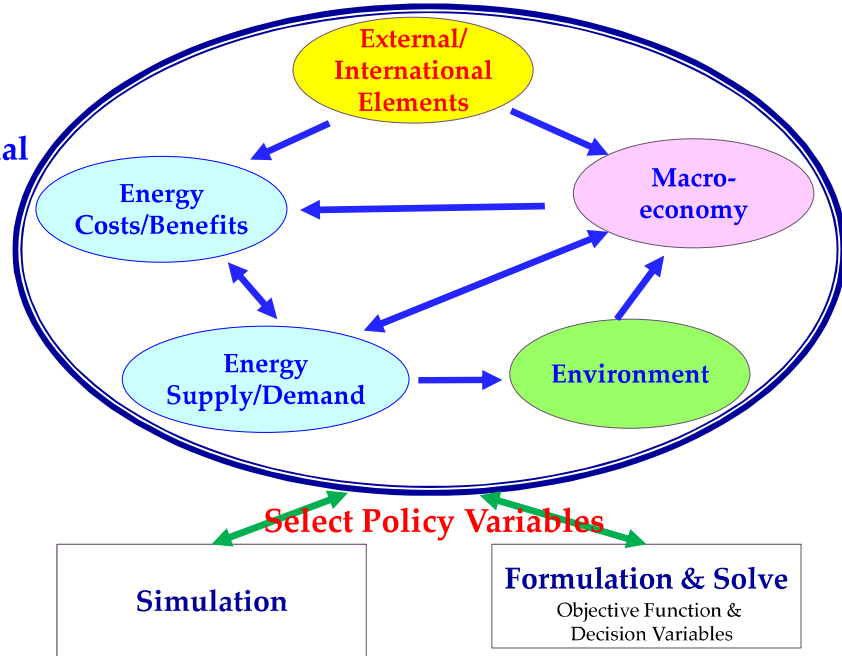 External/
International
Elements
al
Energy
Costs/Benefits
Macro-
economy
Energy
Supply/Demand
Environment
Select Policy Variables
Simulation
Formulation & Solve
Objective Function &
Decision Variables